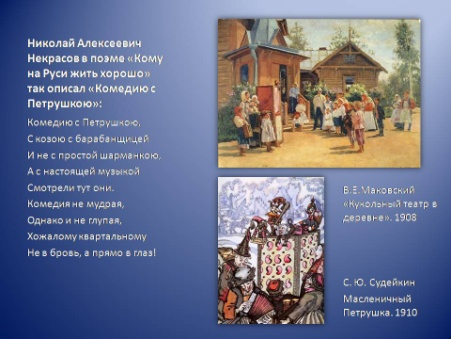 Николай Алексеевич
Некрасов в поэме «Кому
на Руси жить хорошо»
так описал «Комедию с
Петрушкою»:
Комедию с Петрушкою,
С козою с барабанщицей
И не с простой шарманкою,
А с настоящей музыкой
Смотрели тут они.
Комедия не мудрая,
Однако и не глупая,
Хожалому квартальному
Не в бровь, а прямо в глаз!
В.Е.Маковский
«Кукольный театр в
деревне». 1908
С. Ю. Судейкин
Масленичный
Петрушка. 1910